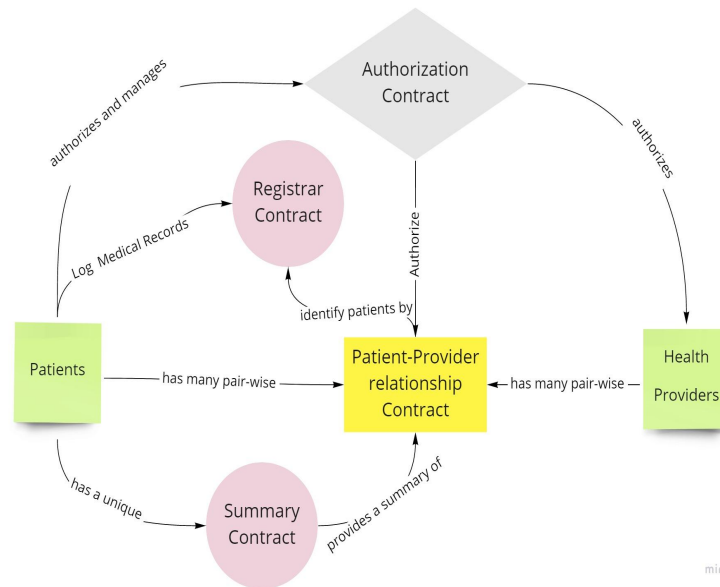 Authorization
Contract
authorizes and manages
authorizes
Registrar
Contract
Log Medical Records
Authorize
identify patients by
Patients
has many pair-wise
Patient-Provider
relationship
Contract
has many pair-wise
Health
Providers
has a unique
Summary
Contract
provides a summary of